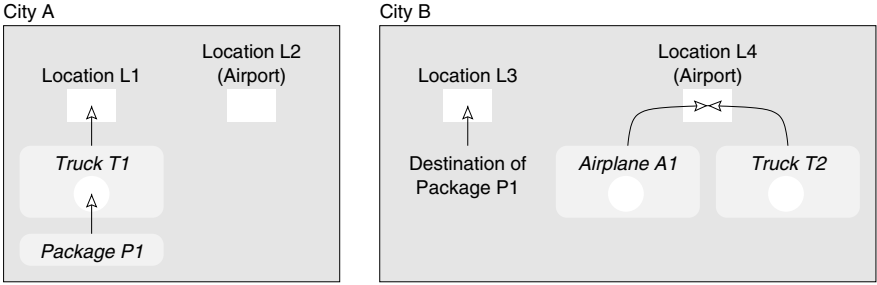 City A
Location L1
Location L2
(Airport)
Truck T1
Package P1
City B
Location L3
Location L4
(Airport)
Destination of
Package P1
Airplane A1
Truck T2